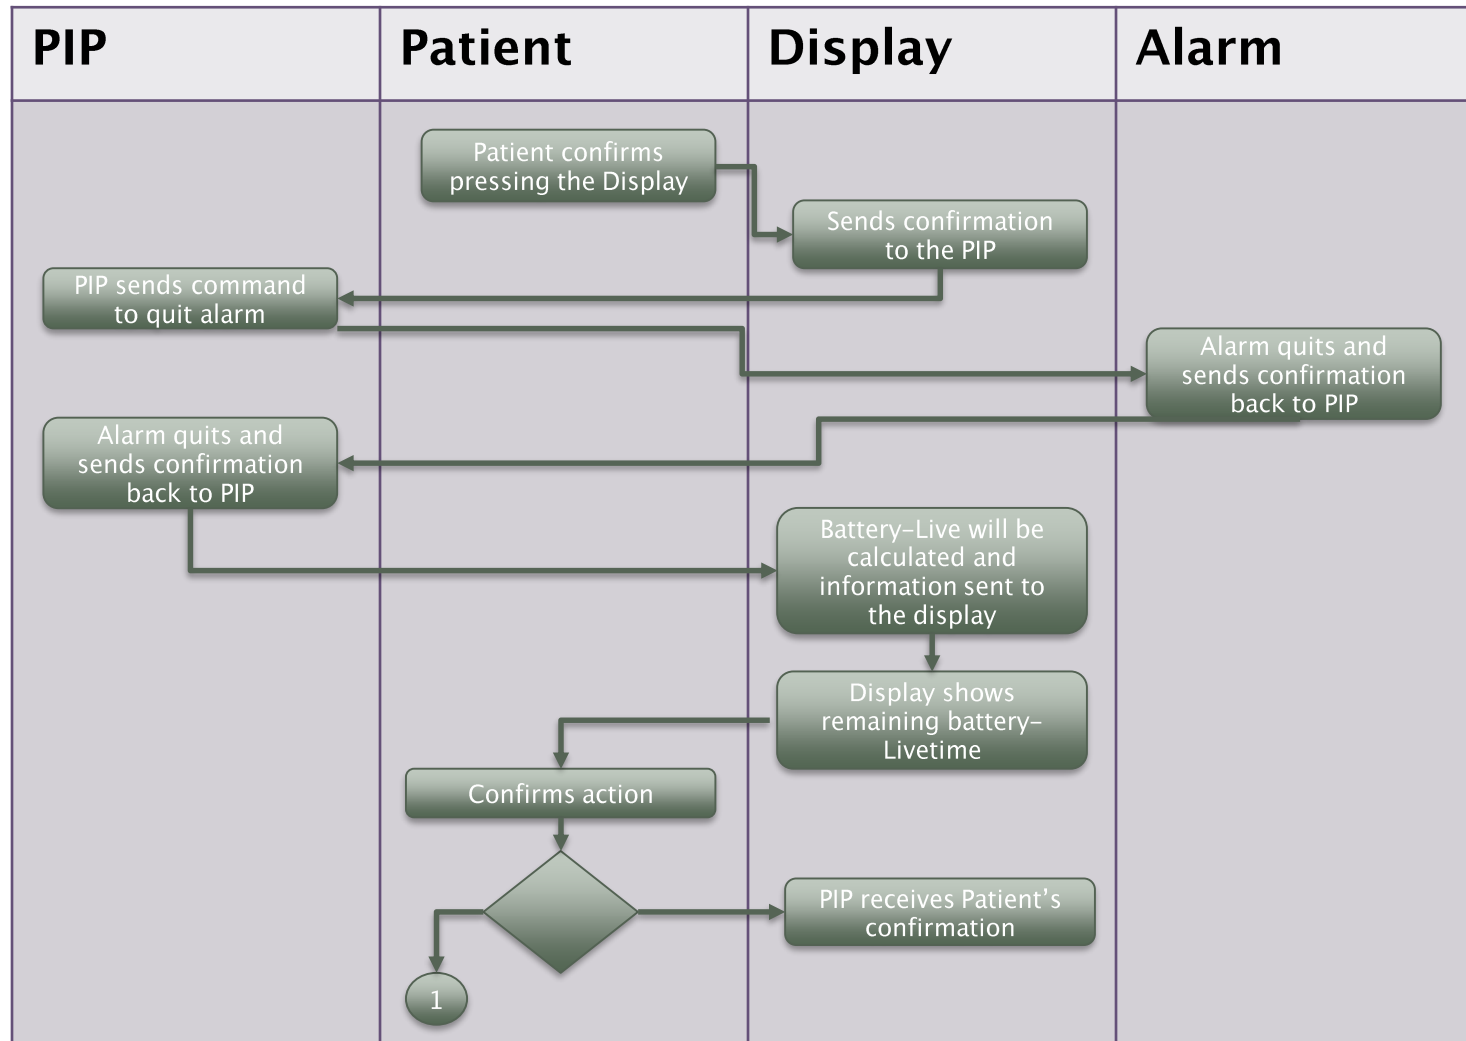 PIP
Patient
Display
Alarm
Patient confirms
pressing the Display
Sends confirmation
to the PIP
PIP sends command
to quit alarm
Alarm quits and
sends confirmation
back to PIP
Alarm quits and
sends confirmation
back to PIP
Battery-Live will be
calculated and
information sent to
the display
Display shows
remaining battery-
Livetime
Confirms action
PIP receives Patient’s
confirmation
1